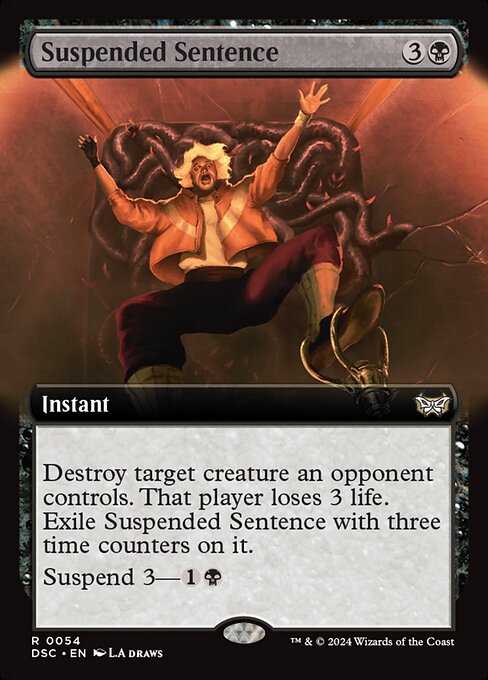 Suspended Sentence 3
Instant
Destroy target creature an opponent
controls. That player loses 3 life.
Exile Suspended Sentence with three
time counters on it.
Suspend 3—1
R 0054
DSC • EN L.A DRAWS
™ & © 2024 Wizards of the Coast